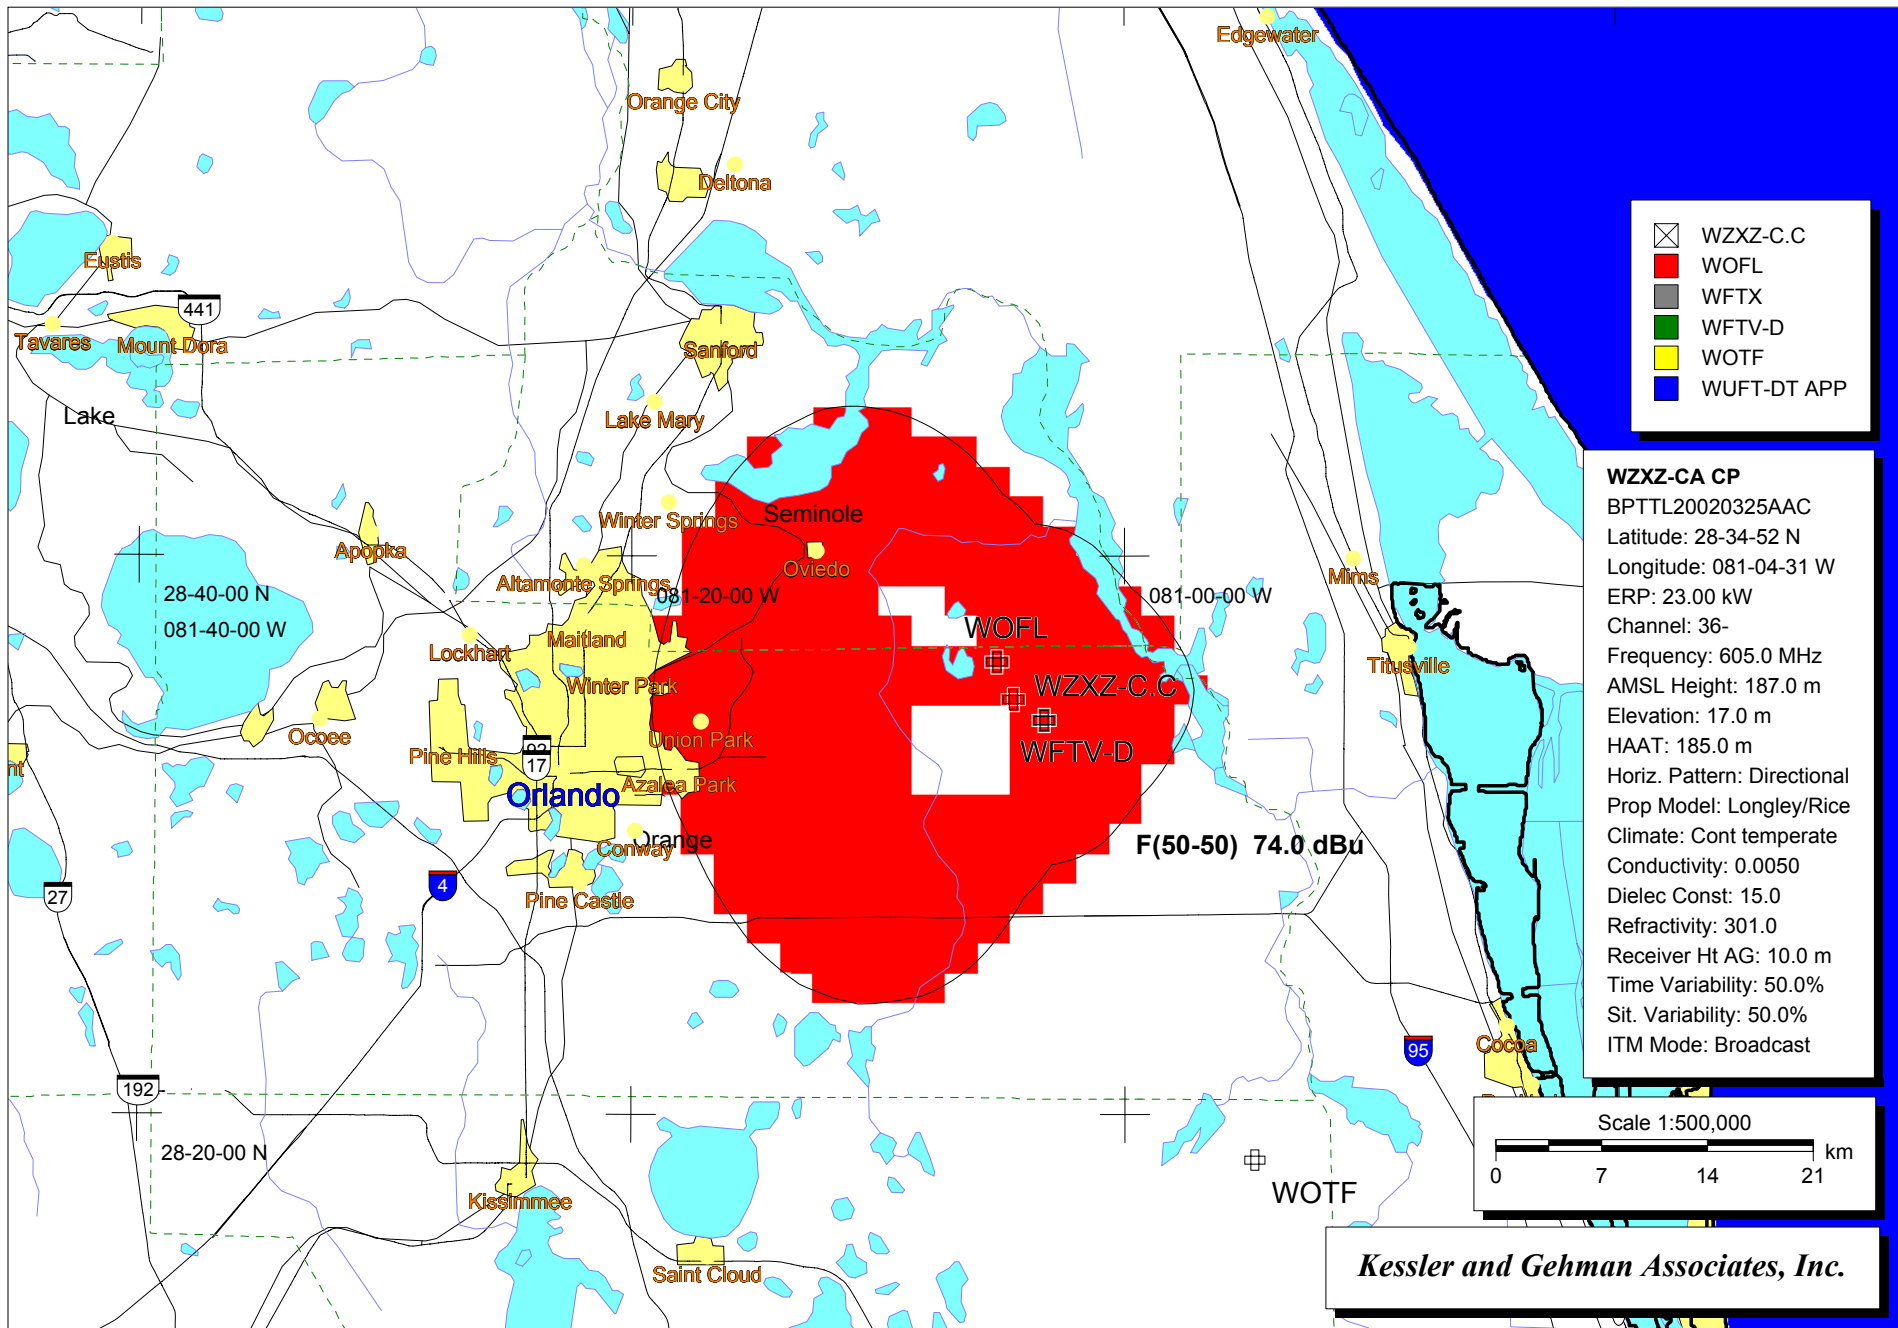 Edgewater
Orange City
Deltona
Eustis
441
Tavares
Mount Dora
Sanford
Lake Mary
Lake
Winter Springs
Seminole
Apopka
Oviedo
Altamonte Springs
Mims
28-40-00 N
081-40-00 W
081-20-00 W
081-00-00 W
WOFL
Maitland
Lockhart
Titusville
Winter Park
WZXZ-C.C
Ocoee
Union Park
WFTV-D
Pine Hills
92
17
Azalea Park
Orlando
Orange
Conway
F(50-50) 74.0 dBu
4
27
Pine Castle
95
Cocoa
192
28-20-00 N
WOTF
Kissimmee
Saint Cloud
WZXZ-C.C
WOFL
WFTX
WFTV-D
WOTF
WUFT-DT APP
WZXZ-CA CP
BPTTL20020325AAC
Latitude: 28-34-52 N
Longitude: 081-04-31 W
ERP: 23.00 kW
Channel: 36-
Frequency: 605.0 MHz
AMSL Height: 187.0 m
Elevation: 17.0 m
HAAT: 185.0 m
Horiz. Pattern: Directional
Prop Model: Longley/Rice
Climate: Cont temperate
Conductivity: 0.0050
Dielec Const: 15.0
Refractivity: 301.0
Receiver Ht AG: 10.0 m
Time Variability: 50.0%
Sit. Variability: 50.0%
ITM Mode: Broadcast
Scale 1:500,000
km
0 7 14 21
Kessler and Gehman Associates, Inc.